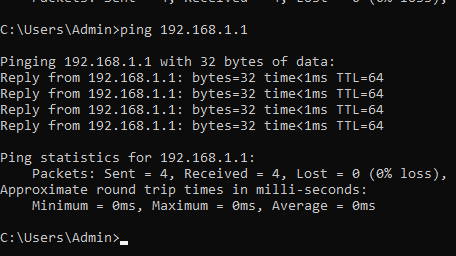 Packets: Sent = 4, Received = 4, Lost = 0 (0% loss),
C:\Users\Admin>ping 192.168.1.1
Pinging 192.168.1.1 with 32 bytes of data:
Reply from 192.168.1.1: bytes=32 time<1ms TTL=64
Reply from 192.168.1.1: bytes=32 time<1ms TTL=64
Reply from 192.168.1.1: bytes=32 time<1ms TTL=64
Reply from 192.168.1.1: bytes=32 time<1ms TTL=64
Ping statistics for 192.168.1.1:
Packets: Sent = 4, Received = 4, Lost = 0 (0% loss),
Approximate round trip times in milli-seconds:
Minimum = 0ms, Maximum = 0ms, Average = 0ms
C:\Users\Admin>